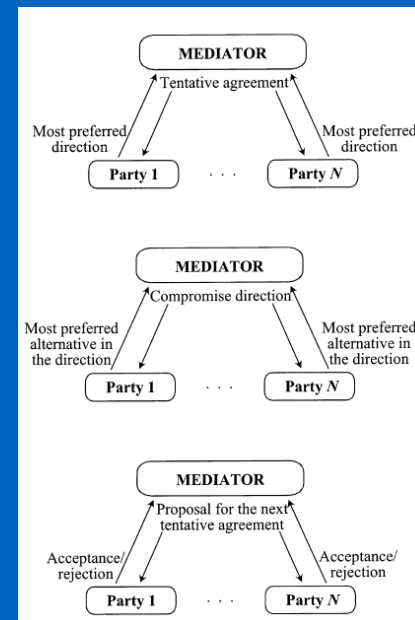 MEDIATOR
Tentative agreement
Most preferred
direction
Most preferred
direction
Party 1
. . .
Party N
MEDIATOR
Compromise direction
Most preferred
alternative in
the direction
Most preferred
alternative in
the direction
Party 1
. . .
Party N
MEDIATOR
Proposal for the next
tentative agreement
Acceptance/
rejection
Acceptance/
rejection
Party 1
. . .
Party N